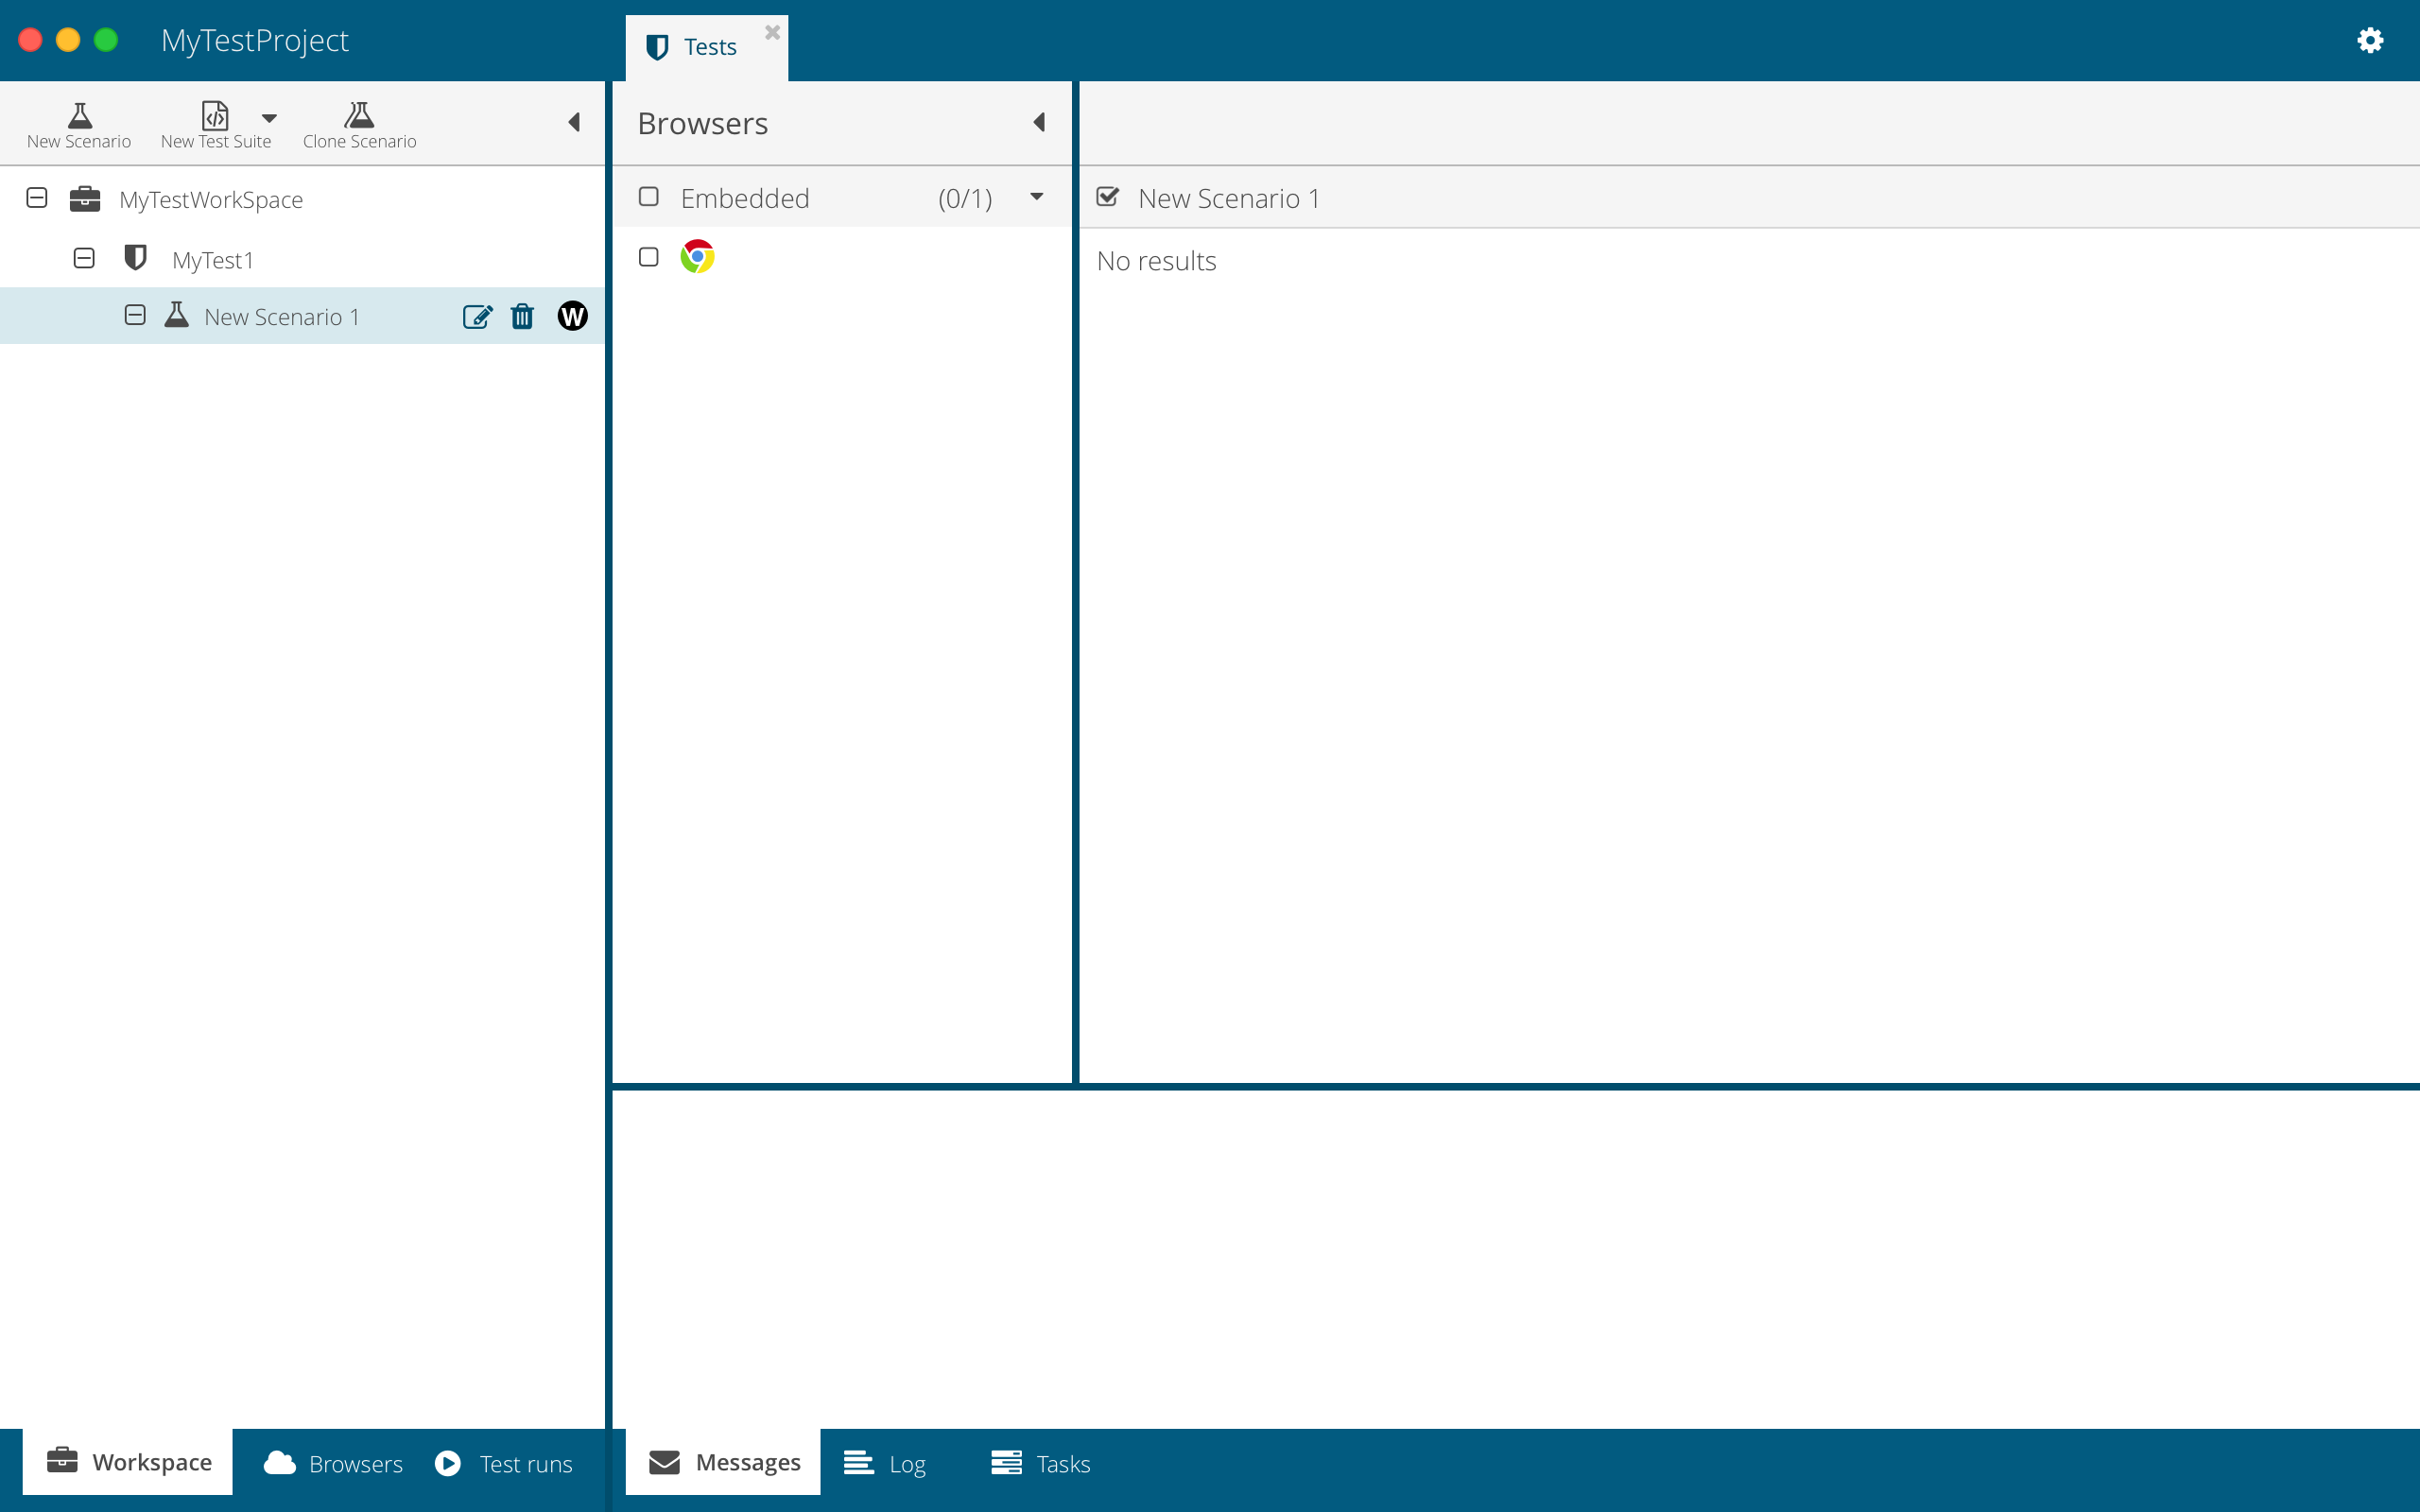 MyTestProject
Tests
New Scenario
New Test Suite
Clone Scenario
Browsers
MyTestWorkSpace
Embedded (0/1)
New Scenario 1
MyTest1
No results
New Scenario 1 W
Workspace
Browsers
Test runs
Messages
Log
Tasks